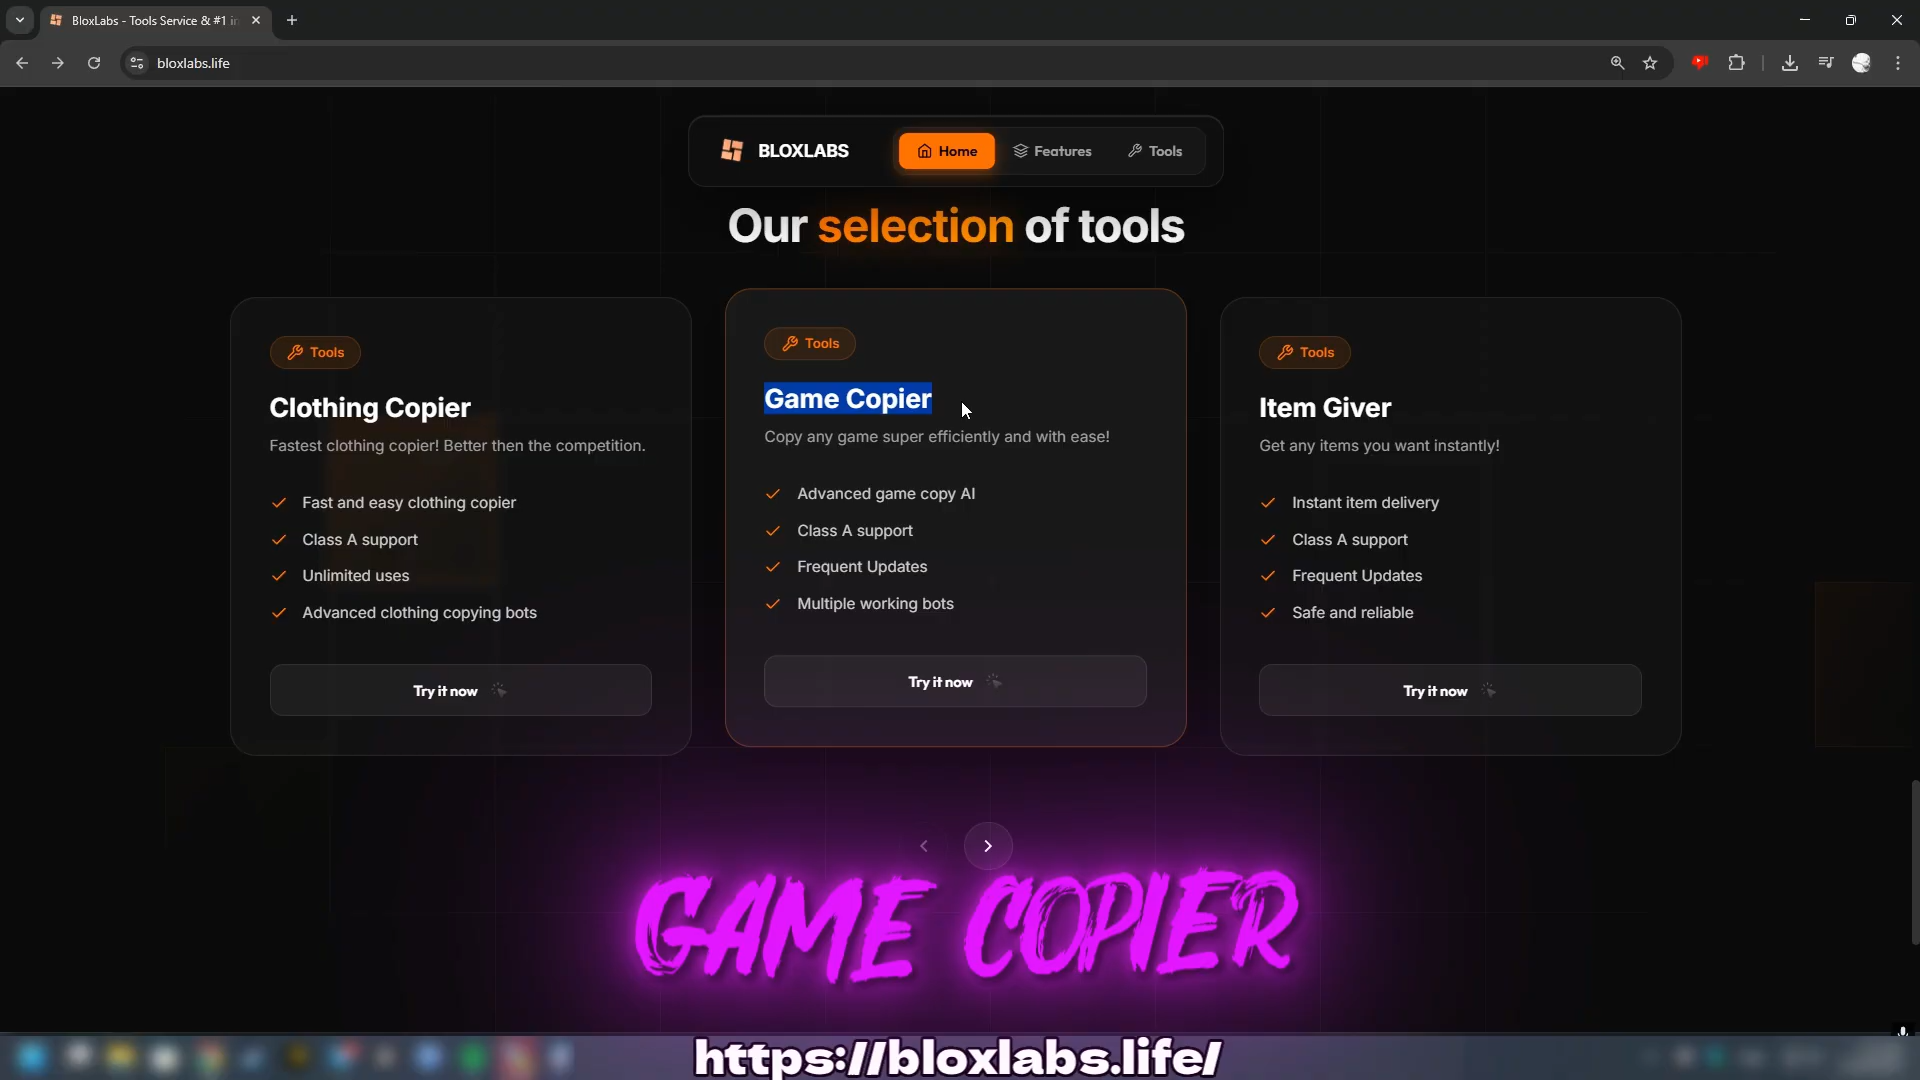 BloxLabs - Tools Service & #1 in
bloxlabs.life
BLOXLABS
Home
Features
Tools
Our selection of tools
Tools
Clothing Copier
Fastest clothing copier! Better then the competition.
Fast and easy clothing copier
Class A support
Unlimited uses
Advanced clothing copying bots
Try it now
Tools
Game Copier
Copy any game super efficiently and with ease!
Advanced game copy AI
Class A support
Frequent Updates
Multiple working bots
Try it now
Tools
Item Giver
Get any items you want instantly!
Instant item delivery
Class A support
Frequent Updates
Safe and reliable
Try it now
GAME COPIER
https://bloxlabs.life/